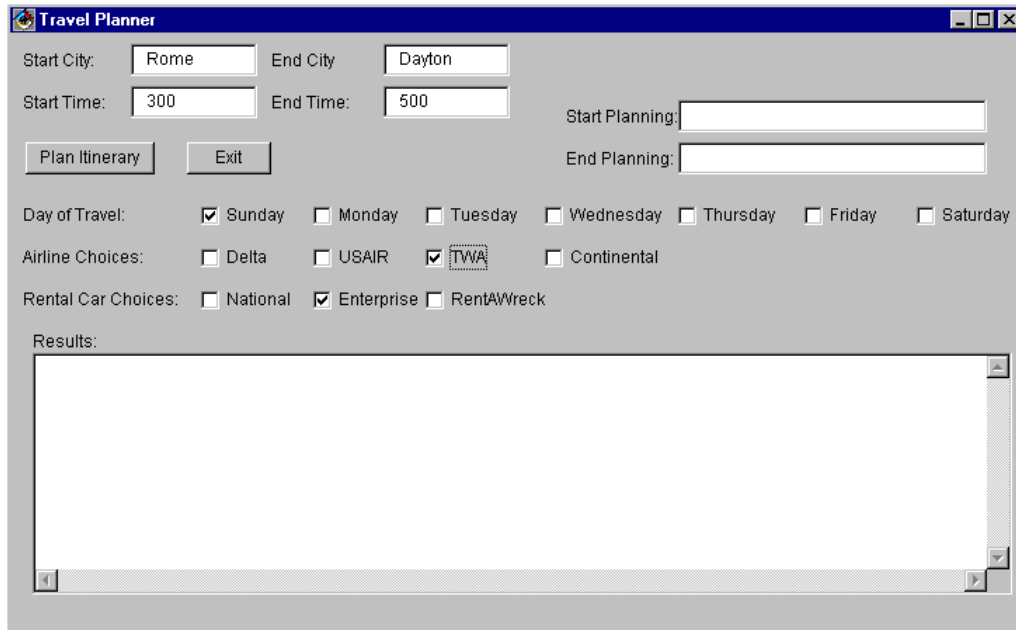 Travel Planner
Start City: Rome End City Dayton
Start Time: 300 End Time: 500
Start Planning:
Plan Itinerary Exit End Planning:
Day of Travel: Sunday Monday Tuesday Wednesday Thursday Friday Saturday
Airline Choices: Delta USAIR TWA Continental
Rental Car Choices: National Enterprise RentAWreck
Results: